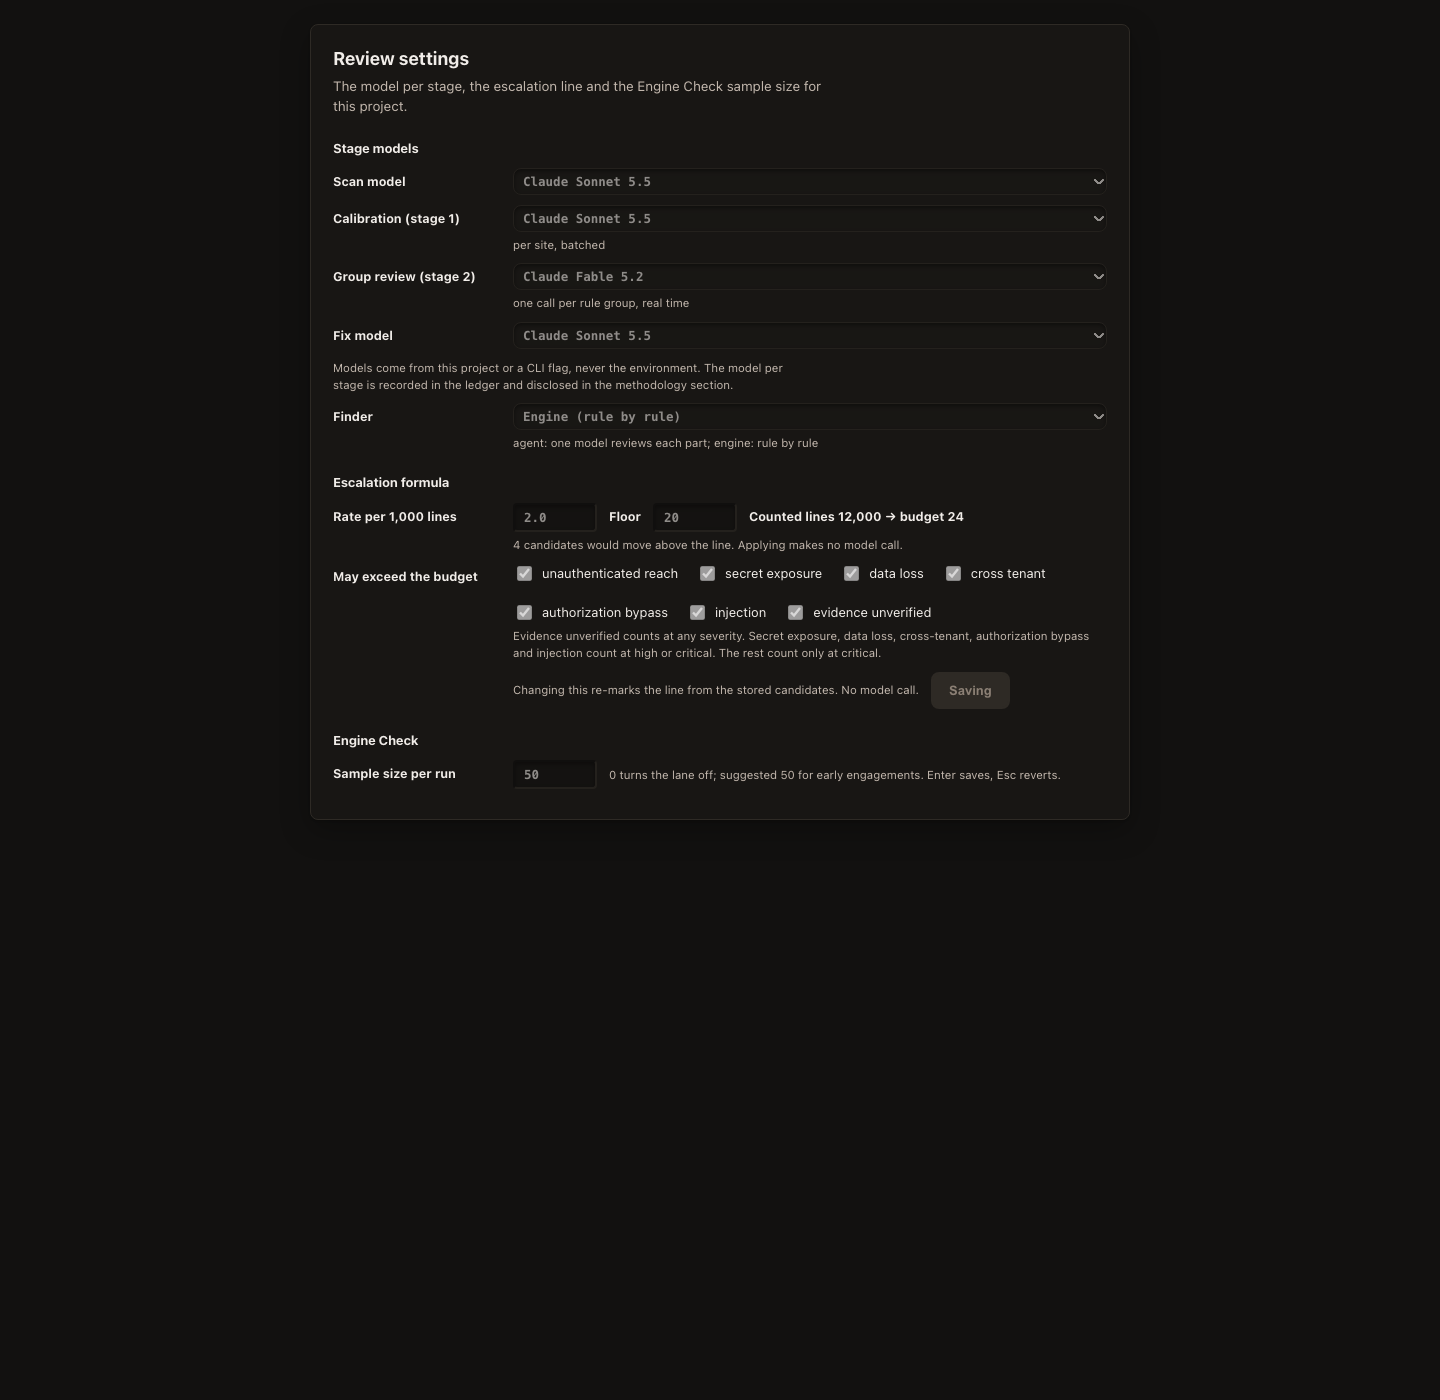 Review settings
The model per stage, the escalation line and the Engine Check sample size for
this project.
Stage models
Scan model
Claude Sonnet 5.5
Calibration (stage 1)
Claude Sonnet 5.5
per site, batched
Group review (stage 2)
Claude Fable 5.2
one call per rule group, real time
Fix model
Claude Sonnet 5.5
Models come from this project or a CLI flag, never the environment. The model per
stage is recorded in the ledger and disclosed in the methodology section.
Finder
Engine (rule by rule)
agent: one model reviews each part; engine: rule by rule
Escalation formula
Rate per 1,000 lines 2.0 Floor 20 Counted lines 12,000 → budget 24
4 candidates would move above the line. Applying makes no model call.
May exceed the budget unauthenticated reach secret exposure data loss cross tenant
authorization bypass injection evidence unverified
Evidence unverified counts at any severity. Secret exposure, data loss, cross-tenant, authorization bypass
and injection count at high or critical. The rest count only at critical.
Changing this re-marks the line from the stored candidates. No model call. Saving
Engine Check
Sample size per run 50 0 turns the lane off; suggested 50 for early engagements. Enter saves, Esc reverts.